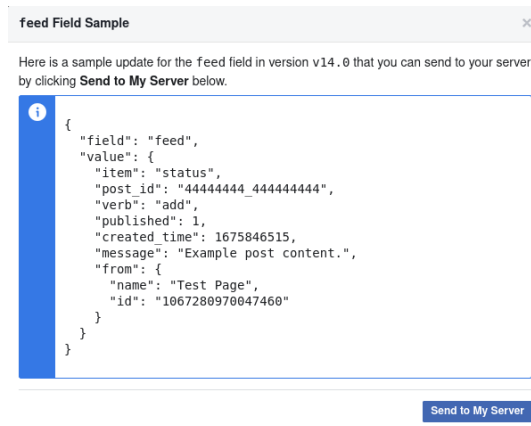 feed Field Sample
Here is a sample update for the feed field in version v14.0 that you can send to your server
by clicking Send to My Server below.
{
  "field": "feed",
  "value": {
    "item": "status",
    "post_id": "44444444_444444444",
    "verb": "add",
    "published": 1,
    "created_time": 1675846515,
    "message": "Example post content.",
    "from": {
      "name": "Test Page",
      "id": "1067280970047460"
    }
  }
}
Send to My Server